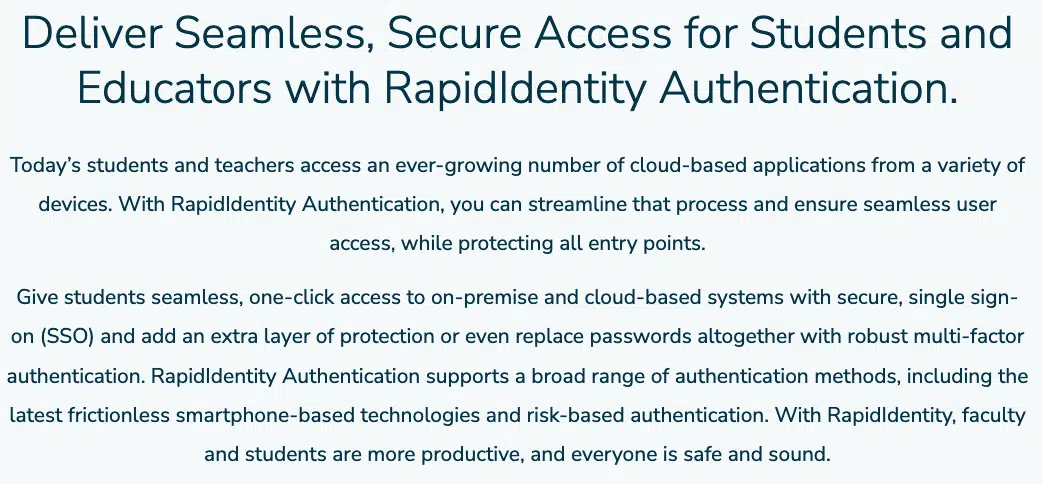 Deliver Seamless, Secure Access for Students and
Educators with RapidIdentity Authentication.
Today’s students and teachers access an ever-growing number of cloud-based applications from a variety of
devices. With RapidIdentity Authentication, you can streamline that process and ensure seamless user
access, while protecting all entry points.
Give students seamless, one-click access to on-premise and cloud-based systems with secure, single sign-
on (SSO) and add an extra layer of protection or even replace passwords altogether with robust multi-factor
authentication. RapidIdentity Authentication supports a broad range of authentication methods, including the
latest frictionless smartphone-based technologies and risk-based authentication. With RapidIdentity, faculty
and students are more productive, and everyone is safe and sound.